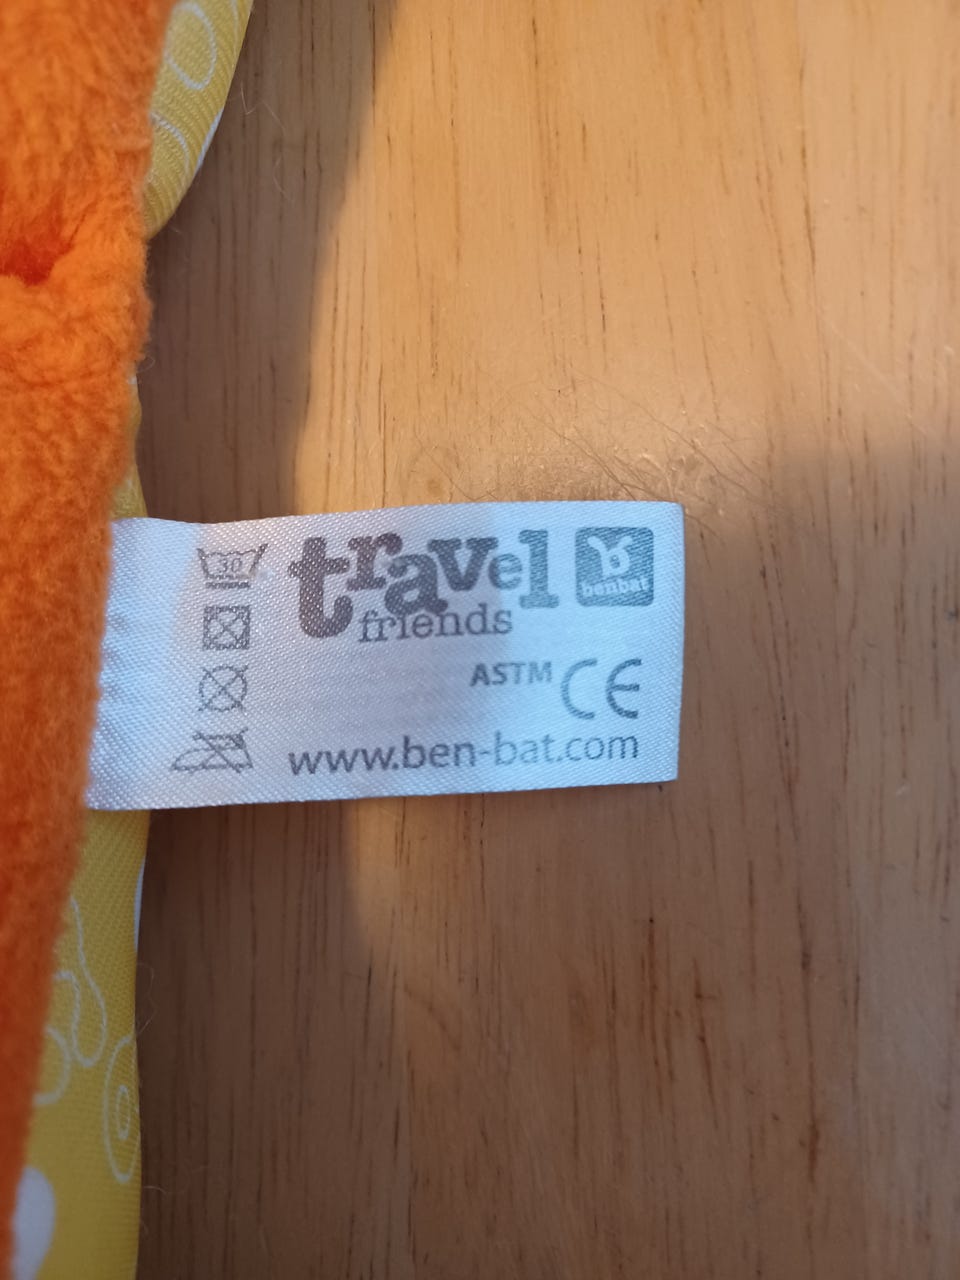 30
travel
friends
benbat
ASTM CE
www.ben-bat.com